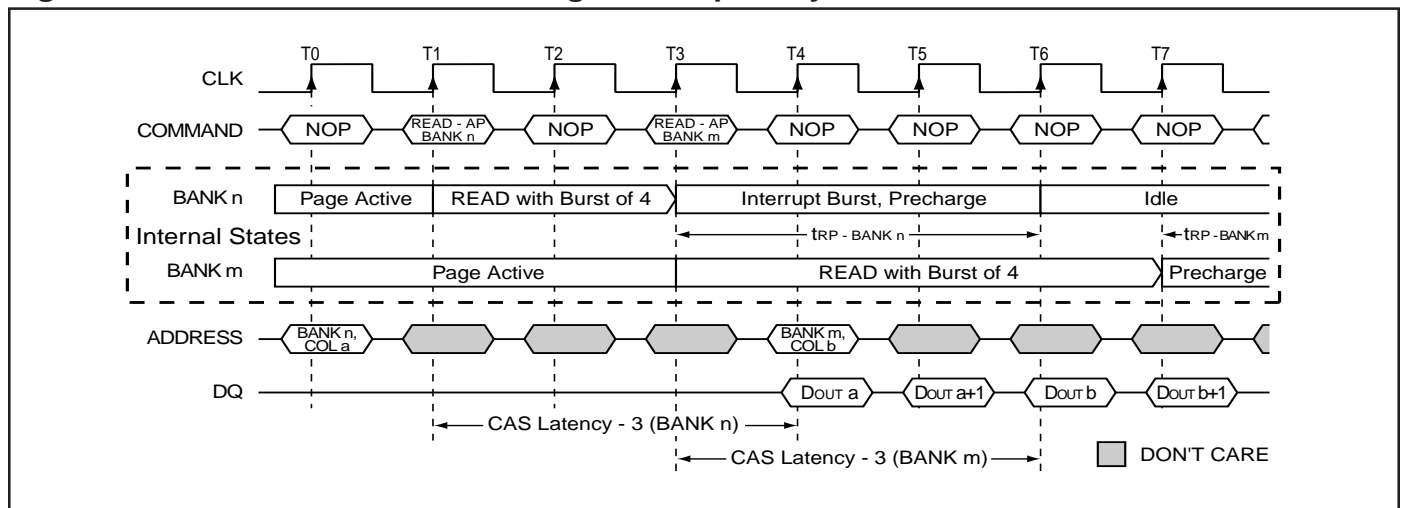 T0 T1 T2 T3 T4 T5 T6 T7
CLK
COMMAND NOP READ - AP BANK n NOP READ - AP BANK m NOP NOP NOP NOP
BANK n Page Active READ with Burst of 4 Interrupt Burst, Precharge Idle
Internal States tRP - BANK n tRP - BANK m
BANK m Page Active READ with Burst of 4 Precharge
ADDRESS BANK n, COL a BANK m, COL b
DQ DOUT a DOUT a+1 DOUT b DOUT b+1
CAS Latency - 3 (BANK n)
CAS Latency - 3 (BANK m) DON'T CARE